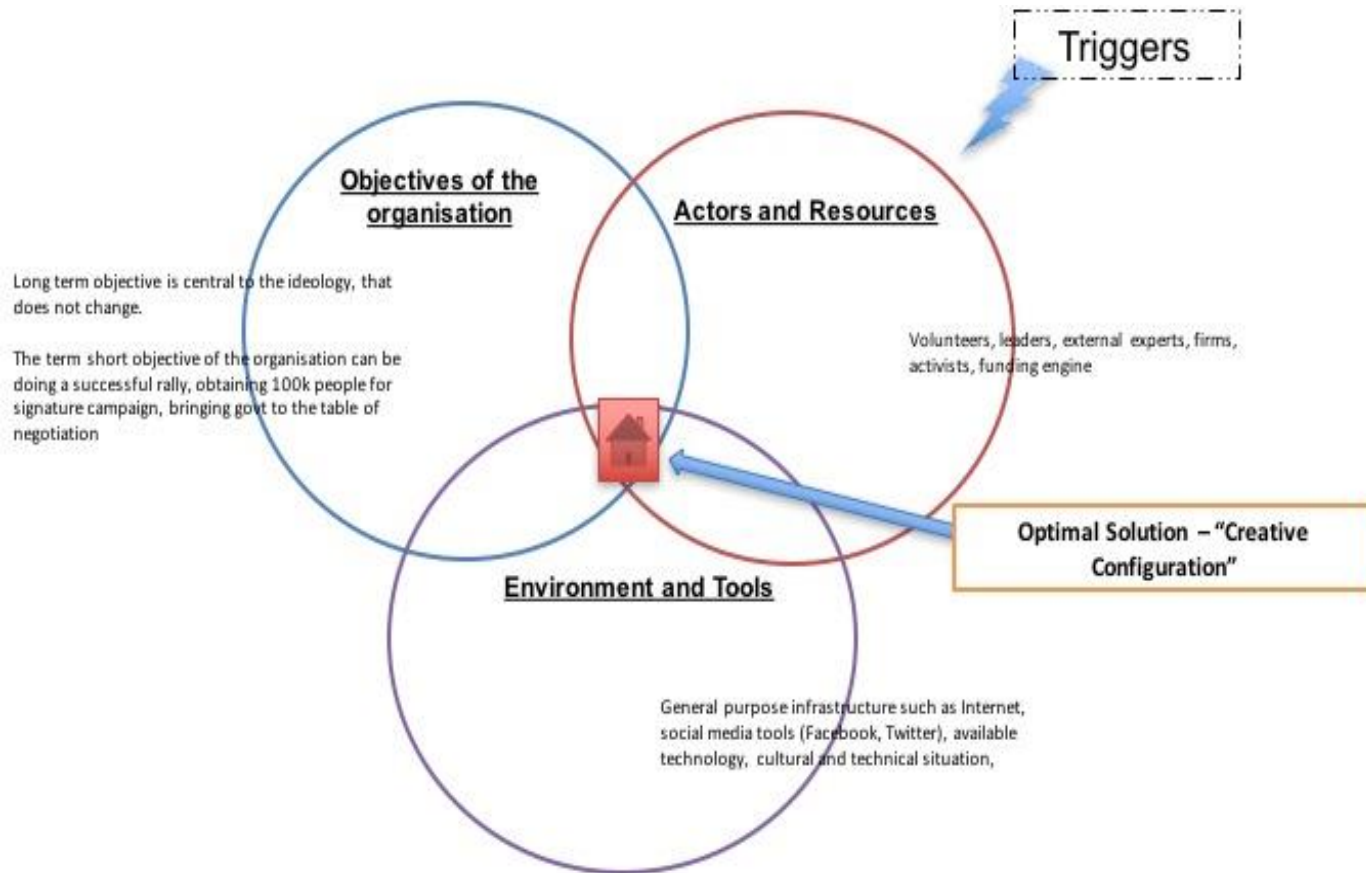 Triggers
Objectives of the
organisation
Actors and Resources
Long term objective is central to the ideology, that
does not change.
The term short objective of the organisation can be
doing a successful rally, obtaining 100k people for
signature campaign, bringing govt to the table of
negotiation
Volunteers, leaders, external experts, firms,
activists, funding engine
Optimal Solution – “Creative
Configuration”
Environment and Tools
General purpose infrastructure such as Internet,
social media tools (Facebook, Twitter), available
technology, cultural and technical situation,